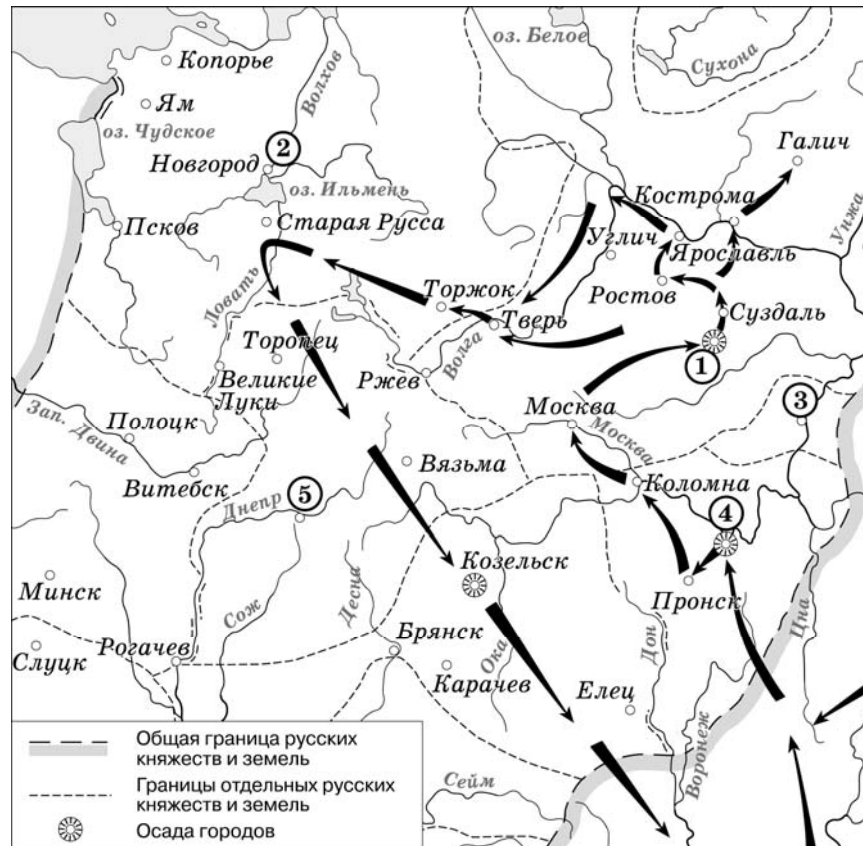 оз. Белое
Сухона
Копорье
Волхов
Ям
оз. Чудское
Новгород
2
оз. Ильмень
Галич
Кострома
Унжа
Псков
Старая Русса
Углич
Ярославль
Ловать
Торжок
Ростов
Тверь
Суздаль
Торопец
Волга
1
Великие
Луки
Ржев
Москва
3
Зап. Двина
Полоцк
Москва
Вязьма
Коломна
Витебск
5
Днепр
4
Козельск
Минск
Десна
Пронск
Цна
Сож
Слуцк
Рогачев
Брянск
Ока
Дон
Карачев
Елец
Воронеж
Сейм
Общая граница русских
княжеств и земель
Границы отдельных русских
княжеств и земель
Осада городов